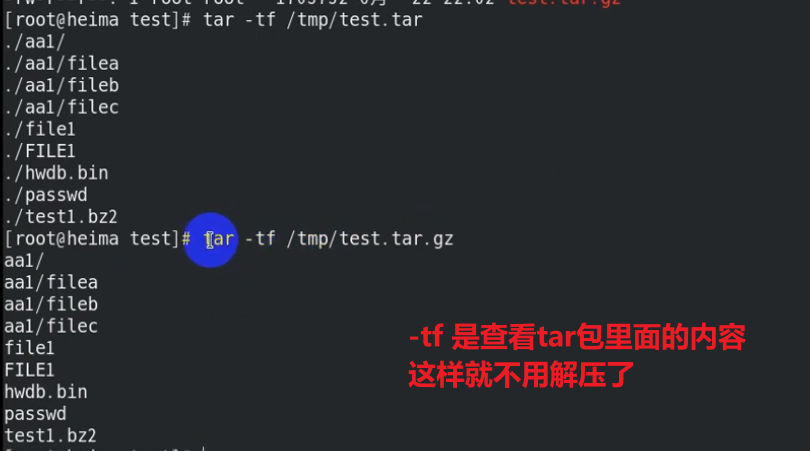 -rw-r--r--. 1 root root 1703752 6月 22 22:02 test.tar.gz
[root@heima test]# tar -tf /tmp/test.tar
./aa1/
./aa1/filea
./aa1/fileb
./aa1/filec
./file1
./FILE1
./hwdb.bin
./passwd
./test1.bz2
[root@heima test]# tar -tf /tmp/test.tar.gz
aa1/
aa1/filea
aa1/fileb
aa1/filec
file1
FILE1
hwdb.bin
passwd
test1.bz2
-tf 是查看tar包里面的内容
这样就不用解压了